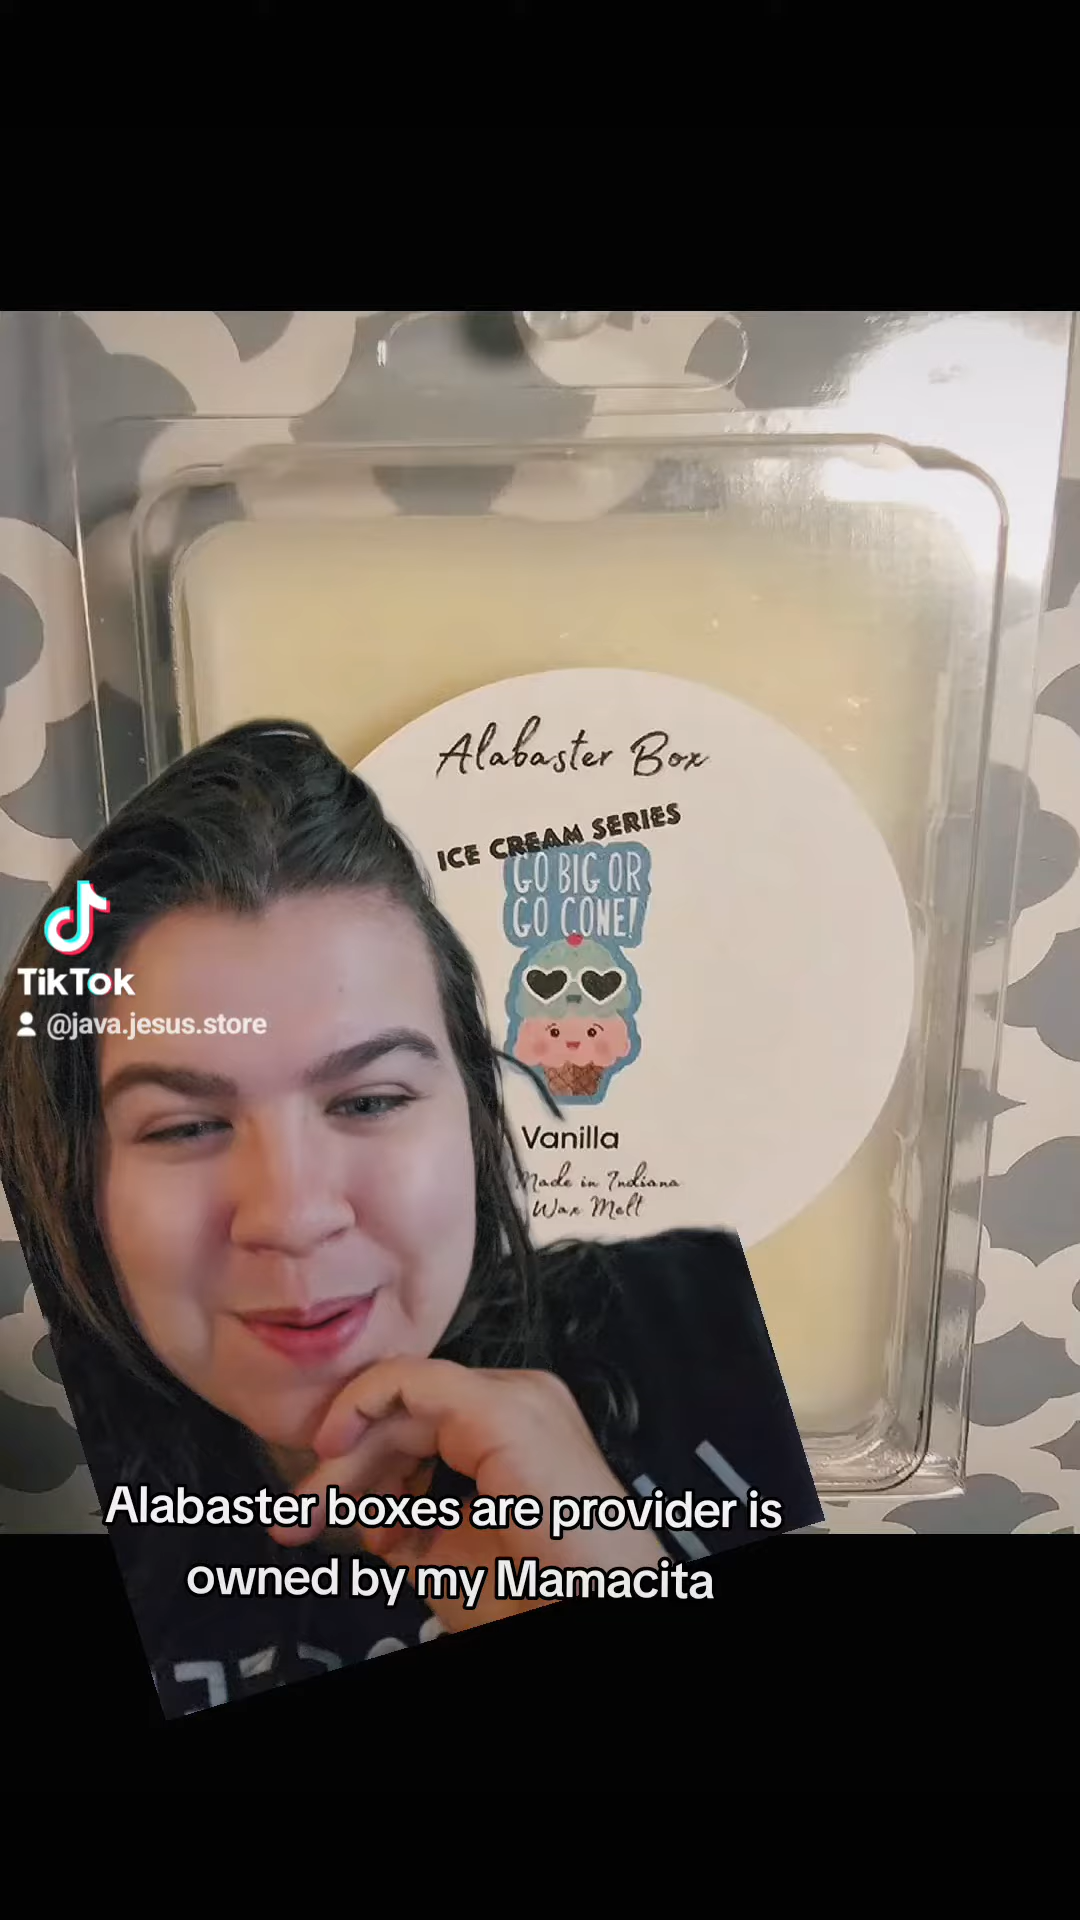 Alabaster Box
ICE CREAM SERIES
GO BIG OR
GO CONE!
TikTok
@java.jesus.store
Vanilla
Made in Indiana
Wax Melt
Alabaster boxes are provider is
owned by my Mamacita